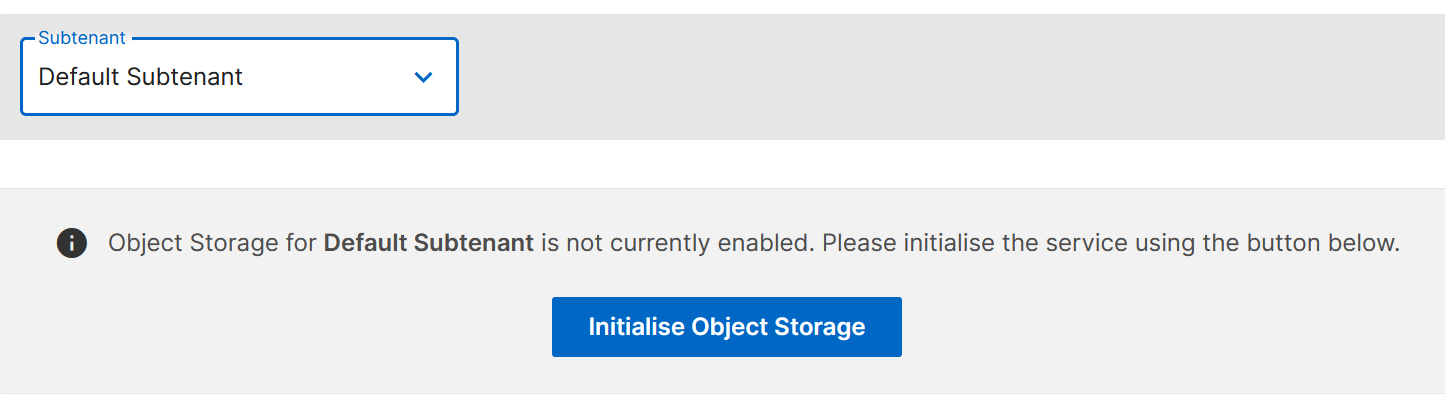 Subtenant
Default Subtenant
Object Storage for Default Subtenant is not currently enabled. Please initialise the service using the button below.
Initialise Object Storage